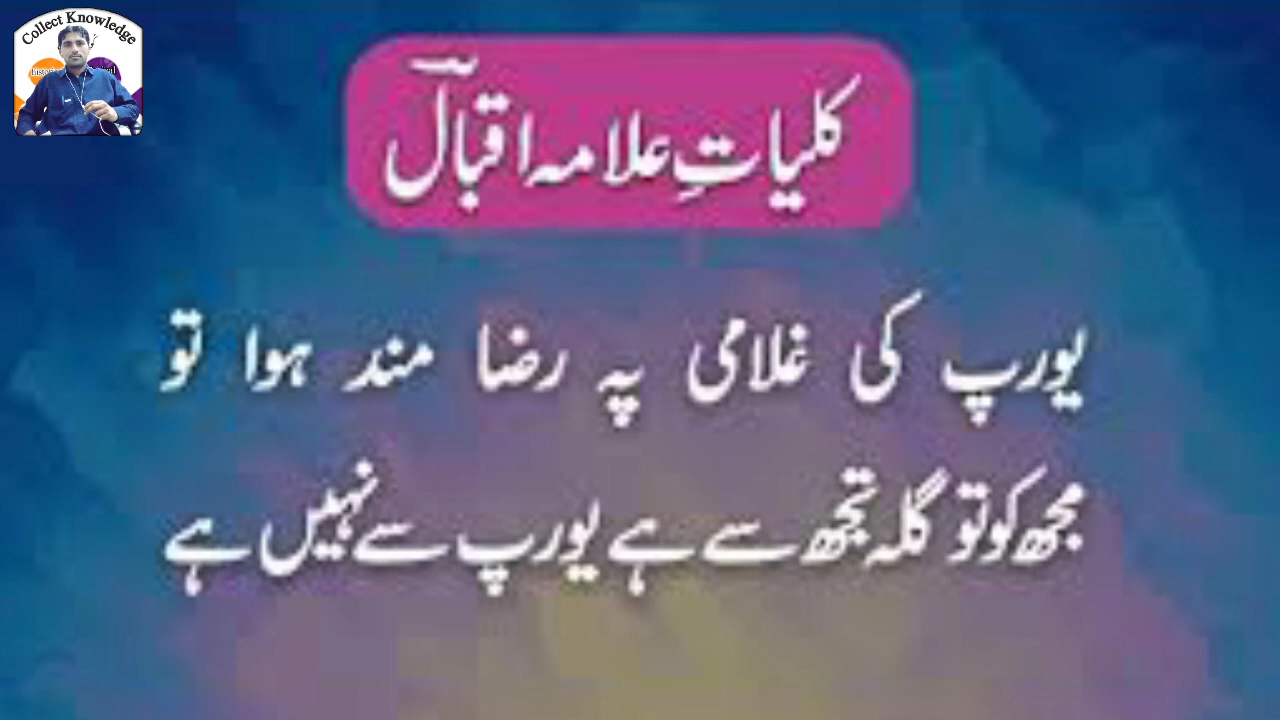 Collect Knowledge
کلیاتِ علامہ اقبالؔ
یورپ کی غلامی پہ رضا مند ہوا تو
مجھ کو تو گلہ تجھ سے ہے یورپ سے نہیں ہے